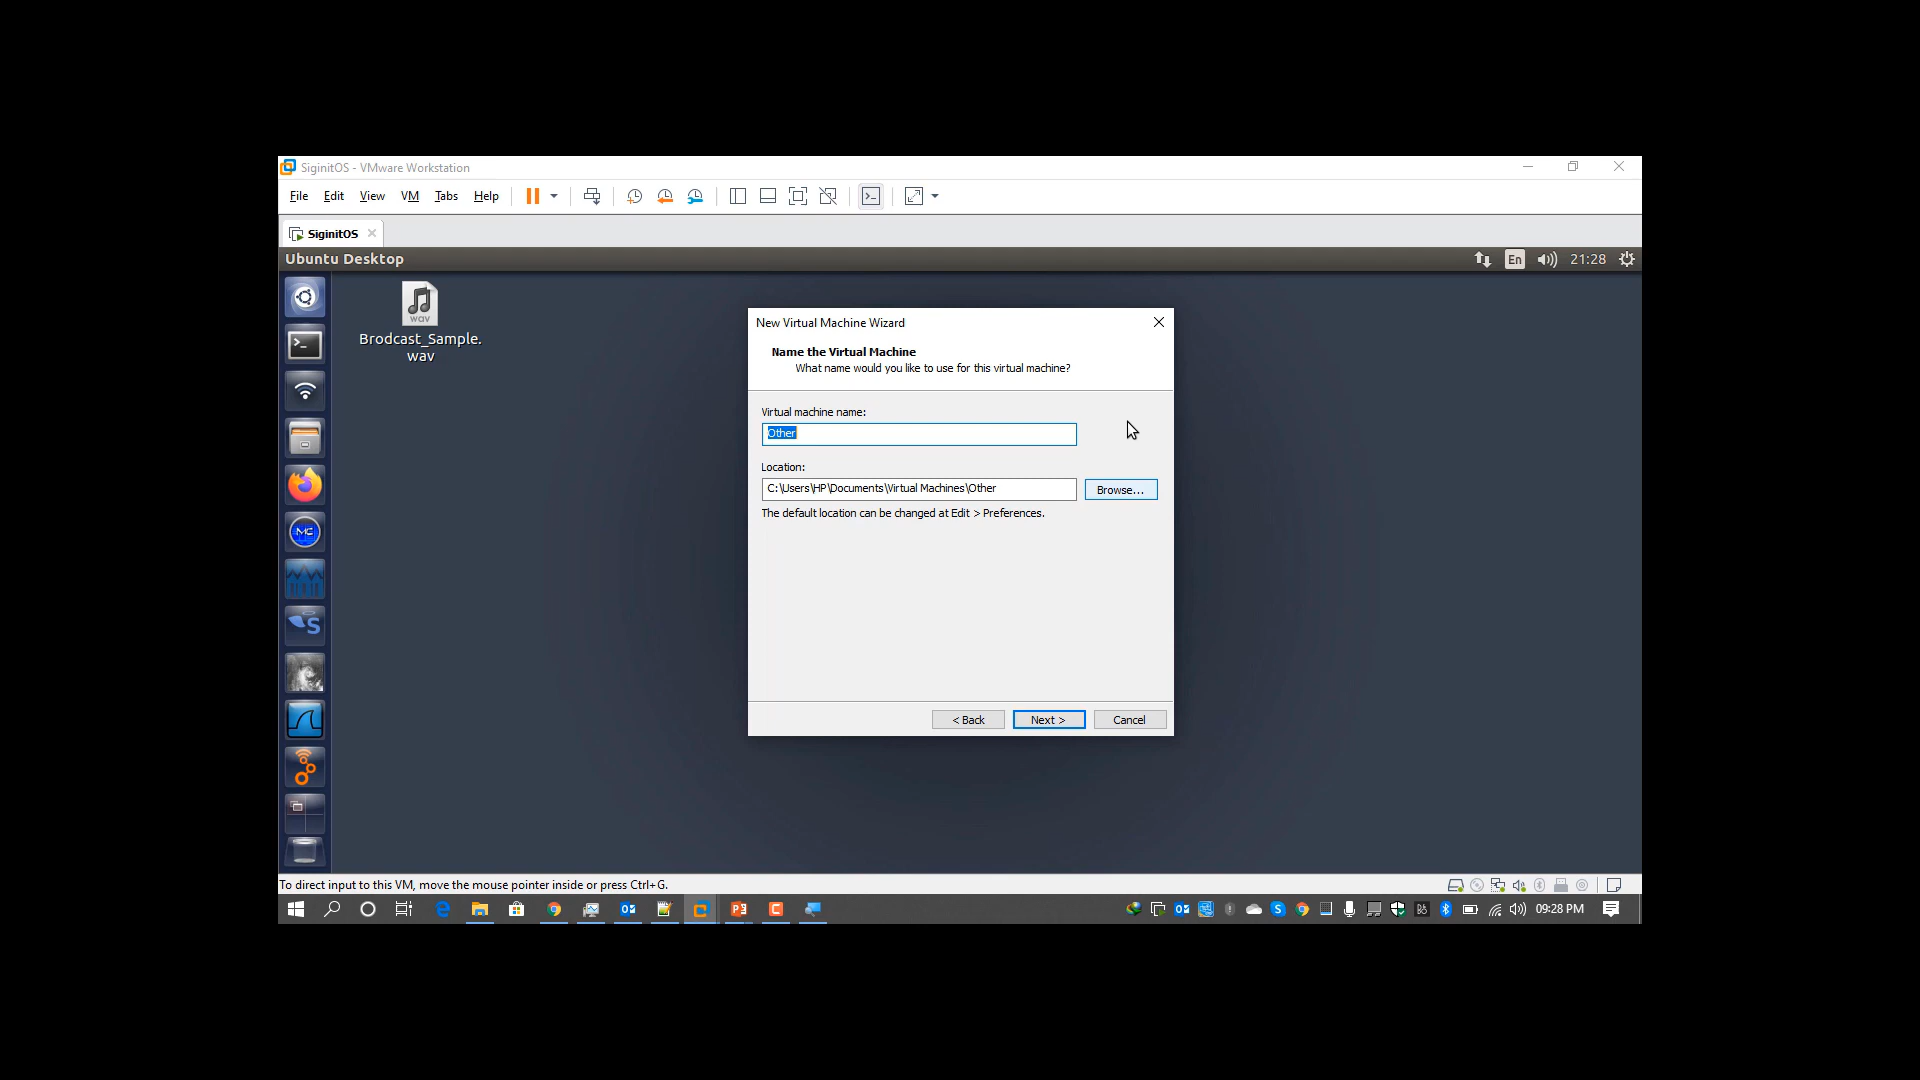 SiginitOS - VMware Workstation
File Edit View VM Tabs Help
SiginitOS
Ubuntu Desktop
En
21:28
wav
Brodcast_Sample.
wav
New Virtual Machine Wizard
Name the Virtual Machine
What name would you like to use for this virtual machine?
Virtual machine name:
Other
Location:
C:\Users\HP\Documents\Virtual Machines\Other
Browse...
The default location can be changed at Edit > Preferences.
< Back
Next >
Cancel
To direct input to this VM, move the mouse pointer inside or press Ctrl+G.
09:28 PM